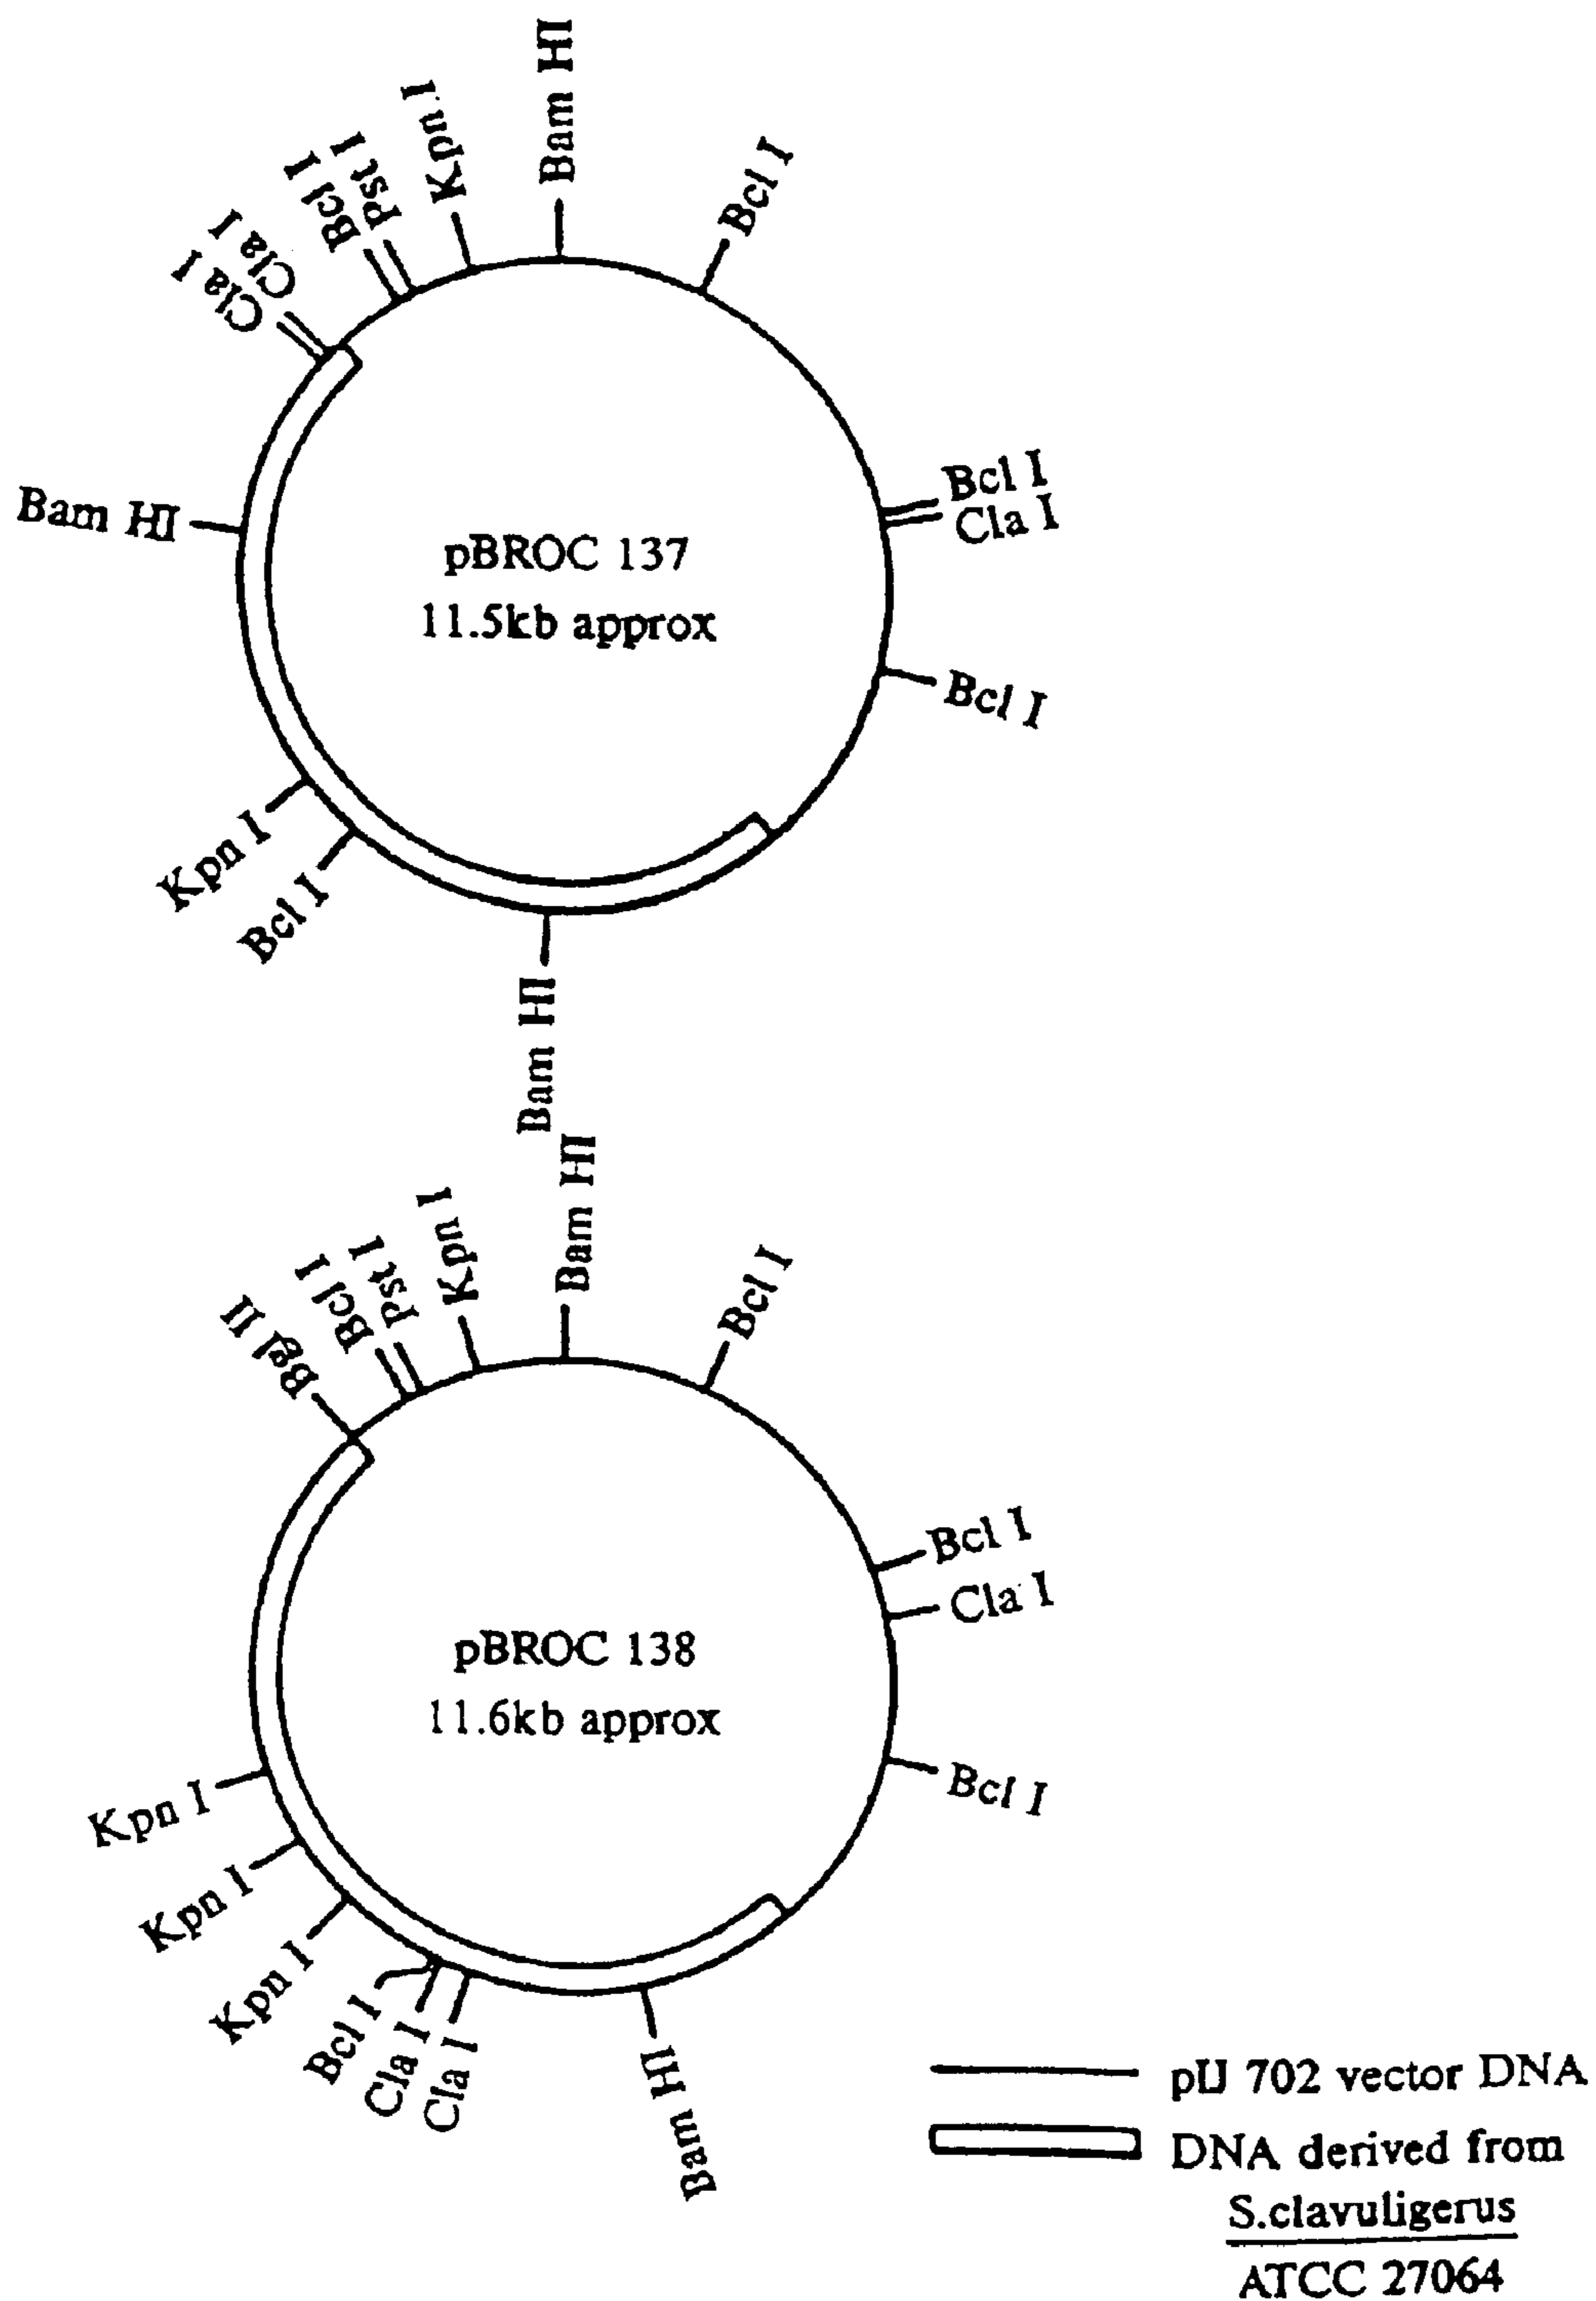 Bam HI
Kpn I
Pst I
Bcl I
Cla I
Cla I
Bcl I
Bcl I
Cla I
Bam HI
pBROC 137
11.5kb approx
Bcl I
Kpn I
Bcl I
Bam HI
Bam HI
Kpn I
Pst I
Bcl I
Bgl II
Bcl I
Bcl I
Cla I
pBROC 138
11.6kb approx
Bcl I
Kpn I
Kpn I
Kpn I
Bcl I
Cla I
Cla I
Bam HI
pIJ 702 vector DNA
DNA derived from
S.clavuligerus
ATCC 27064